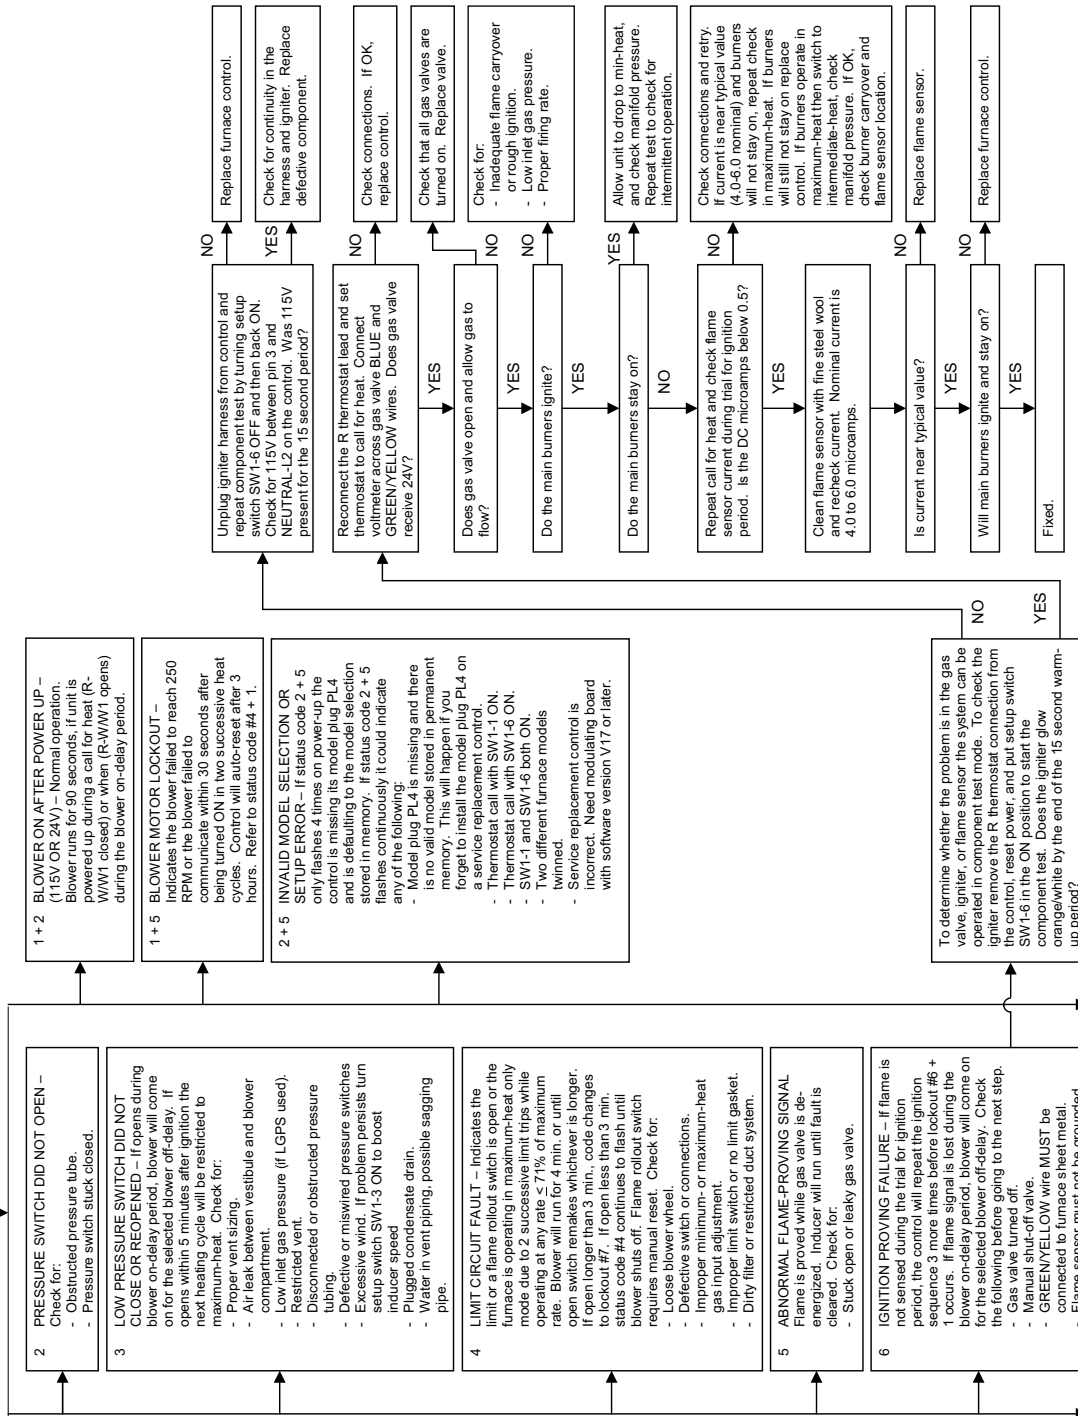 2 PRESSURE SWITCH DID NOT OPEN –
Check for:
- Obstructed pressure tube.
- Pressure switch stuck closed.
3 LOW PRESSURE SWITCH DID NOT
CLOSE OR REOPENED – If opens during
blower on-delay period, blower will come
on for the selected blower off-delay. If
opens within 5 minutes after ignition the
next heating cycle will be restricted to
maximum-heat. Check for:
- Proper vent sizing.
- Air leak between vestibule and blower
compartment.
- Low inlet gas pressure (if LGPS used).
- Restricted vent.
- Disconnected or obstructed pressure
tubing.
- Defective or miswired pressure switches
- Excessive wind. If problem persists turn
setup switch SW1-3 ON to boost
inducer speed
- Plugged condensate drain.
- Water in vent piping, possible sagging
pipe.
4 LIMIT CIRCUIT FAULT – Indicates the
limit or a flame rollout switch is open or the
furnace is operating in maximum-heat only
mode due to 2 successive limit trips while
operating at any rate ≤ 71% of maximum
rate. Blower will run for 4 min. or until
open switch remakes whichever is longer.
If open longer than 3 min., code changes
to lockout #7. If open less than 3 min.
status code #4 continues to flash until
blower shuts off. Flame rollout switch
requires manual reset. Check for:
- Loose blower wheel.
- Defective switch or connections.
- Improper minimum- or maximum-heat
gas input adjustment.
- Improper limit switch or no limit gasket.
- Dirty filter or restricted duct system.
5 ABNORMAL FLAME-PROVING SIGNAL
Flame is proved while gas valve is de-
energized. Inducer will run until fault is
cleared. Check for:
- Stuck open or leaky gas valve.
6 IGNITION PROVING FAILURE – If flame is
not sensed during the trial for ignition
period, the control will repeat the ignition
sequence 3 more times before lockout #6 +
1 occurs. If flame signal is lost during the
blower on-delay period, blower will come on
for the selected blower off-delay. Check
the following before going to the next step.
- Gas valve turned off.
- Manual shut-off valve.
- GREEN/YELLOW wire MUST BE
connected to furnace sheet metal.
- Flame sensor must not be grounded
1 + 2 BLOWER ON AFTER POWER UP –
(115V OR 24V) – Normal operation.
Blower runs for 90 seconds, if unit is
powered up during a call for heat (R-
W/W1 closed) or when (R-W/W1 opens)
during the blower on-delay period.
1 + 5 BLOWER MOTOR LOCKOUT –
Indicates the blower failed to reach 250
RPM or the blower failed to
communicate within 30 seconds after
being turned ON in two successive heat
cycles. Control will auto-reset after 3
hours. Refer to status code #4 + 1.
2 + 5 INVALID MODEL SELECTION OR
SETUP ERROR – If status code 2 + 5
only flashes 4 times on power-up the
control is missing its model plug PL4
and is defaulting to the model selection
stored in memory. If status code 2 + 5
flashes continuously it could indicate
any of the following:
- Model plug PL4 is missing and there
is no valid model stored in permanent
memory. This will happen if you
forget to install the model plug PL4 on
a service replacement control.
- Thermostat call with SW1-1 ON.
- Thermostat call with SW1-6 ON.
- SW1-1 and SW1-6 both ON.
- Two different furnace models
twinned.
- Service replacement control is
incorrect. Need modulating board
with software version V17 or later.
To determine whether the problem is in the gas
valve, igniter, or flame sensor the system can be
operated in component test mode. To check the
igniter remove the R thermostat connection from
the control, reset power, and put setup switch
SW1-6 in the ON position to start the
component test. Does the igniter glow
orange/white by the end of the 15 second warm-
up period?
NO
YES
Unplug igniter harness from control and
repeat component test by turning setup
switch SW1-6 OFF and then back ON.
Check for 115V between pin 3 and
NEUTRAL-L2 on the control. Was 115V
present for the 15 second period?
NO
Replace furnace control.
YES
Check for continuity in the
harness and igniter. Replace
defective component.
Reconnect the R thermostat lead and set
thermostat to call for heat. Connect
voltmeter across gas valve BLUE and
GREEN/YELLOW wires. Does gas valve
receive 24V?
NO
Check connections. If OK,
replace control.
YES
Does gas valve open and allow gas to
flow?
NO
Check that all gas valves are
turned on. Replace valve.
YES
Do the main burners ignite?
NO
Check for:
- Inadequate flame carryover
or rough ignition.
- Low inlet gas pressure.
- Proper firing rate.
YES
Do the main burners stay on?
YES
Allow unit to drop to min-heat,
and check manifold pressure.
Repeat test to check for
intermittent operation.
NO
Repeat call for heat and check flame
sensor current during trial for ignition
period. Is the DC microamps below 0.5?
NO
Check connections and retry.
If current is near typical value
(4.0-6.0 nominal) and burners
will not stay on, repeat check
in maximum-heat. If burners
will still not stay on replace
control. If burners operate in
maximum-heat then switch to
intermediate-heat, check
manifold pressure. If OK,
check burner carryover and
flame sensor location.
YES
Clean flame sensor with fine steel wool
and recheck current. Nominal current is
4.0 to 6.0 microamps.
Is current near typical value?
NO
Replace flame sensor.
YES
Will main burners ignite and stay on?
NO
Replace furnace control.
YES
Fixed.